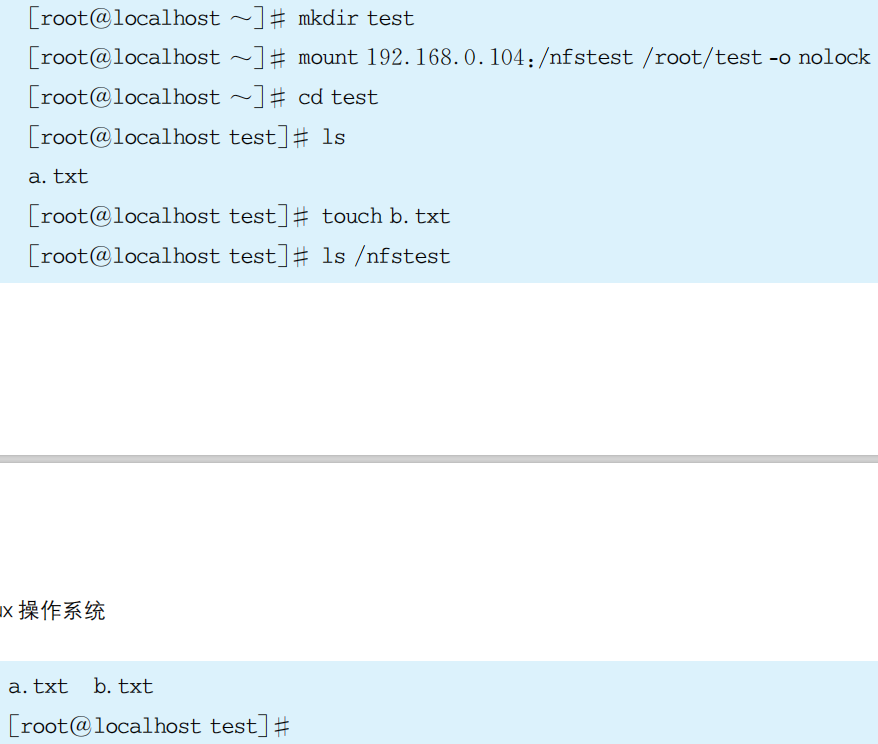 [root@localhost ～]# mkdir test
[root@localhost ～]# mount 192.168.0.104:/nfstest /root/test -o nolock
[root@localhost ～]# cd test
[root@localhost test]# ls
a.txt
[root@localhost test]# touch b.txt
[root@localhost test]# ls /nfstest
ux 操作系统
a.txt  b.txt
[root@localhost test]#